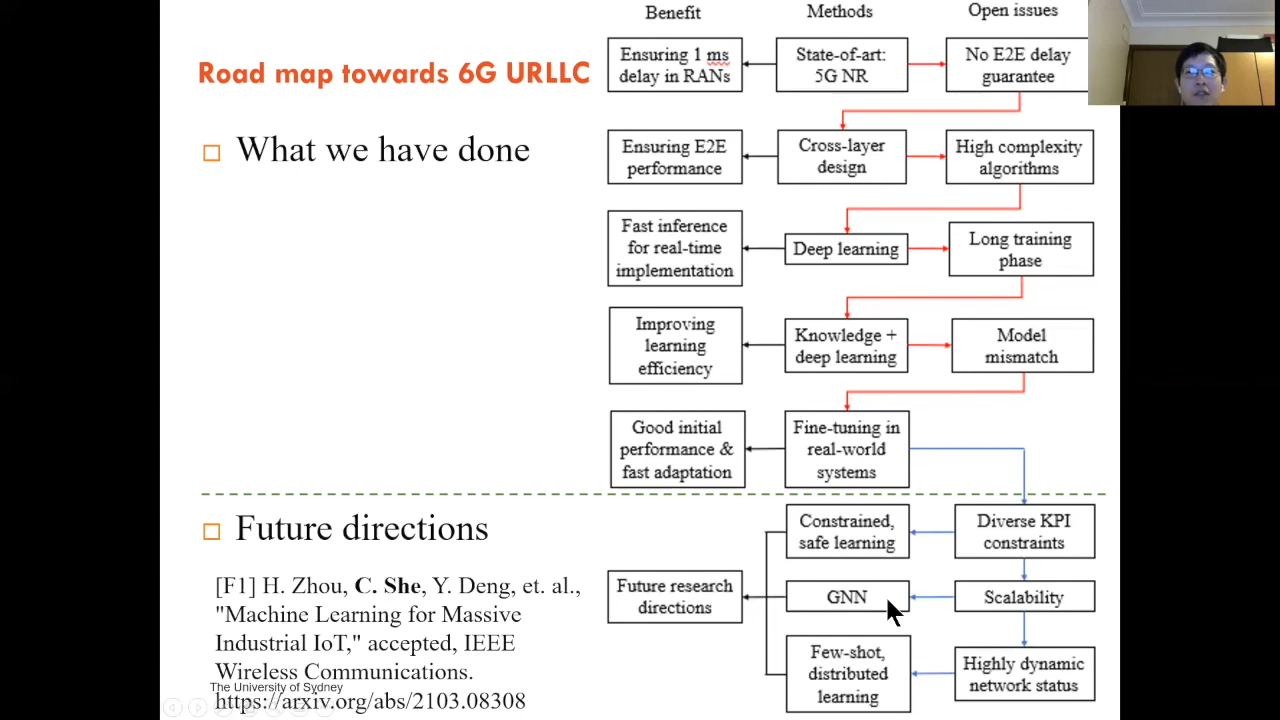 Benefit
Methods
Open issues
Road map towards 6G URLLC
Ensuring 1 ms
delay in RANs
State-of-art:
5G NR
No E2E delay
guarantee
What we have done
Ensuring E2E
performance
Cross-layer
design
High complexity
algorithms
Fast inference
for real-time
implementation
Deep learning
Long training
phase
Improving
learning
efficiency
Knowledge +
deep learning
Model
mismatch
Good initial
performance &
fast adaptation
Fine-tuning in
real-world
systems
Future directions
Constrained,
safe learning
Diverse KPI
constraints
Future research
directions
GNN
Scalability
Few-shot,
distributed
learning
Highly dynamic
network status
[F1] H. Zhou, C. She, Y. Deng, et. al.,
"Machine Learning for Massive
Industrial IoT," accepted, IEEE
Wireless Communications.
The University of Sydney
https://arxiv.org/abs/2103.08308